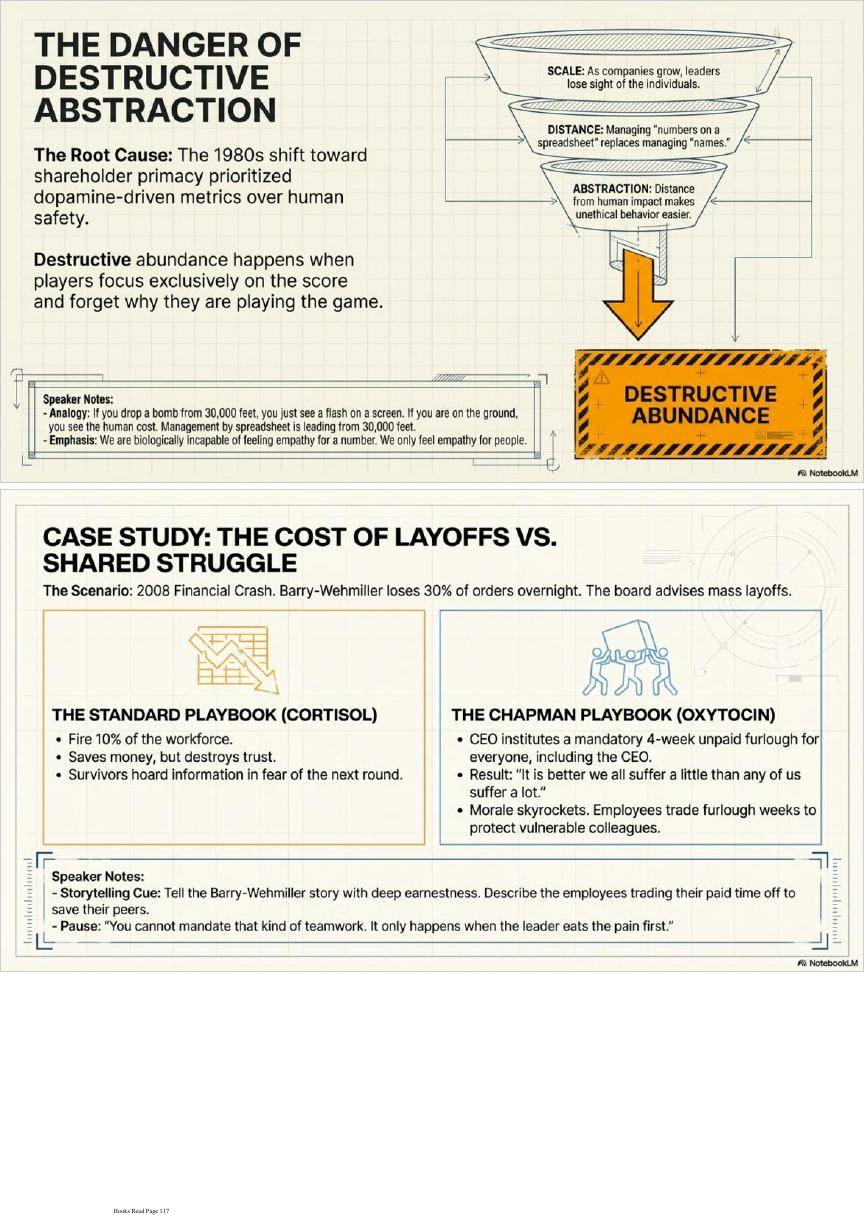 THE DANGER OF
DESTRUCTIVE
ABSTRACTION
The Root Cause: The 1980s shift toward
shareholder primacy prioritized
dopamine-driven metrics over human
safety.
Destructive abundance happens when
players focus exclusively on the score
and forget why they are playing the game.
SCALE: As companies grow, leaders
lose sight of the individuals.
DISTANCE: Managing "numbers on a
spreadsheet" replaces managing "names."
ABSTRACTION: Distance
from human impact makes
unethical behavior easier.
DESTRUCTIVE
ABUNDANCE
Speaker Notes:
- Analogy: If you drop a bomb from 30,000 feet, you just see a flash on a screen. If you are on the ground,
you see the human cost. Management by spreadsheet is leading from 30,000 feet.
- Emphasis: We are biologically incapable of feeling empathy for a number. We only feel empathy for people.
NotebookLM
CASE STUDY: THE COST OF LAYOFFS VS.
SHARED STRUGGLE
The Scenario: 2008 Financial Crash. Barry-Wehmiller loses 30% of orders overnight. The board advises mass layoffs.
THE STANDARD PLAYBOOK (CORTISOL)
• Fire 10% of the workforce.
• Saves money, but destroys trust.
• Survivors hoard information in fear of the next round.
THE CHAPMAN PLAYBOOK (OXYTOCIN)
• CEO institutes a mandatory 4-week unpaid furlough for
everyone, including the CEO.
• Result: "It is better we all suffer a little than any of us
suffer a lot."
• Morale skyrockets. Employees trade furlough weeks to
protect vulnerable colleagues.
Speaker Notes:
- Storytelling Cue: Tell the Barry-Wehmiller story with deep earnestness. Describe the employees trading their paid time off to
save their peers.
- Pause: "You cannot mandate that kind of teamwork. It only happens when the leader eats the pain first."
NotebookLM
Books Read Page 117